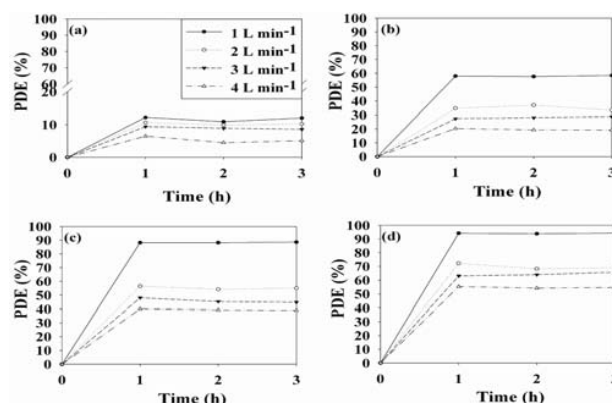 (a)
1 L min⁻¹
2 L min⁻¹
3 L min⁻¹
4 L min⁻¹
PDE (%)
100
90
80
70
60
20
10
0
0 1 2 3
Time (h)
(b)
PDE (%)
100
90
80
70
60
50
40
30
20
10
0
0 1 2 3
Time (h)
(c)
PDE (%)
100
90
80
70
60
50
40
30
20
10
0
0 1 2 3
Time (h)
(d)
PDE (%)
100
90
80
70
60
50
40
30
20
10
0
0 1 2 3
Time (h)